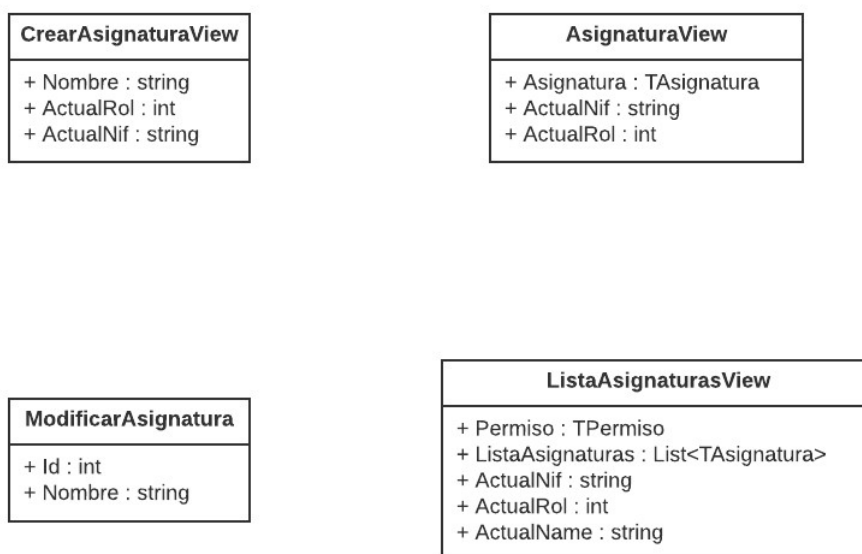 CrearAsignaturaView
+ Nombre : string
+ ActualRol : int
+ ActualNif : string
AsignaturaView
+ Asignatura : TAsignatura
+ ActualNif : string
+ ActualRol : int
ModificarAsignatura
+ Id : int
+ Nombre : string
ListaAsignaturasView
+ Permiso : TPermiso
+ ListaAsignaturas : List<TAsignatura>
+ ActualNif : string
+ ActualRol : int
+ ActualName : string